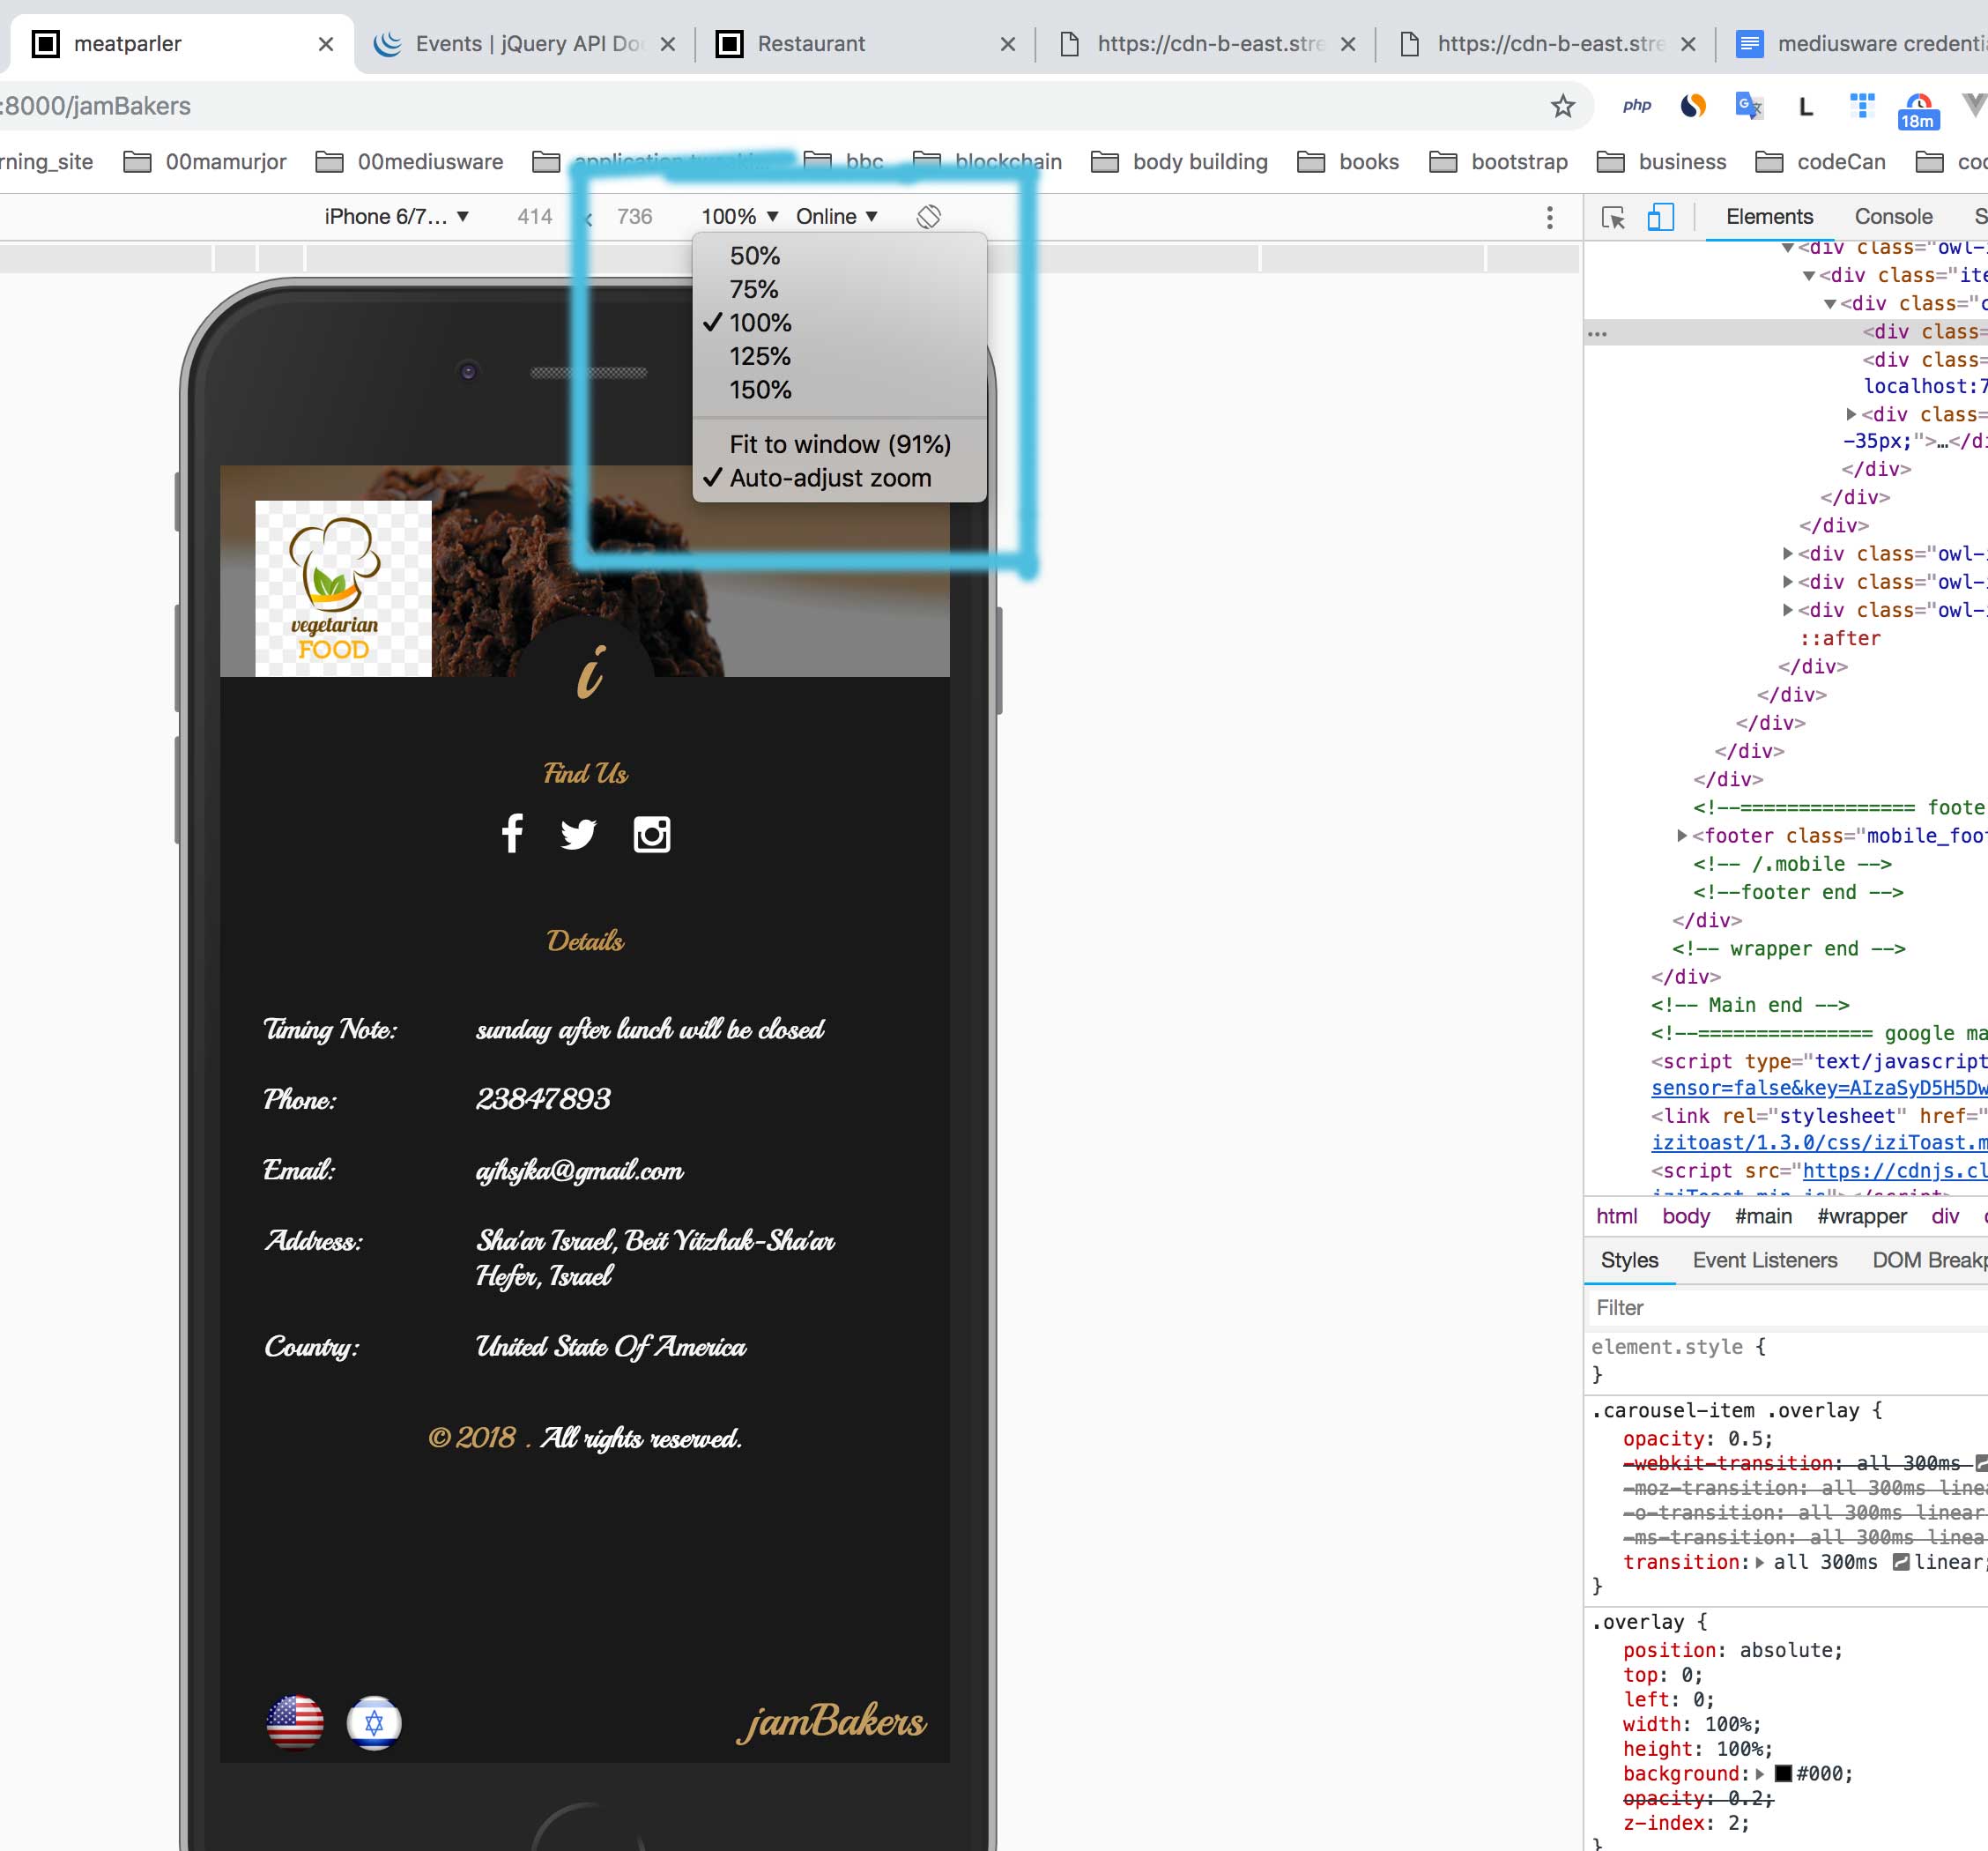 meatparler
Events | jQuery API Do
Restaurant
https://cdn-b-east.stre
https://cdn-b-east.stre
mediusware credentia
:8000/jamBakers
php
L
18m
rning_site
00mamurjor
00mediusware
bbc
blockchain
body building
books
bootstrap
business
codeCan
iPhone 6/7... ▼
414
736
100% ▼
Online ▼
50%
75%
✓ 100%
125%
150%
Fit to window (91%)
✓ Auto-adjust zoom
vegetarian
FOOD
i
Find Us
Details
Timing Note: sunday after lunch will be closed
Phone: 23847893
Email: ajhsjka@gmail.com
Address: Sha'ar Israel, Beit Yitzhak-Sha'ar
Hefer, Israel
Country: United State Of America
© 2018 . All rights reserved.
jamBakers
Elements
Console
S
▼<div class="owl-
▼<div class="ite
▼<div class="c
<div class=
<div class=
localhost:7
▶<div class=
-35px;">…</di
</div>
</div>
</div>
▶<div class="owl-
▶<div class="owl-
▶<div class="owl-
::after
</div>
</div>
</div>
</div>
</div>
<!--=============== foote
▶<footer class="mobile_foo
<!-- /.mobile -->
<!--footer end -->
</div>
<!-- wrapper end -->
</div>
<!-- Main end -->
<!--=============== google ma
<script type="text/javascript
sensor=false&key=AIzaSyD5H5Dw
<link rel="stylesheet" href="
izitoast/1.3.0/css/iziToast.m
<script src="https://cdnjs.cl
iziToast.min.js"></script>
html body #main #wrapper div
Styles
Event Listeners
DOM Breakp
Filter
element.style {
}
.carousel-item .overlay {
opacity: 0.5;
-webkit-transition: all 300ms
-moz-transition: all 300ms linea
-o-transition: all 300ms linear
-ms-transition: all 300ms linea
transition:▶ all 300ms linear;
}
.overlay {
position: absolute;
top: 0;
left: 0;
width: 100%;
height: 100%;
background:▶ #000;
opacity: 0.2;
z-index: 2;
}